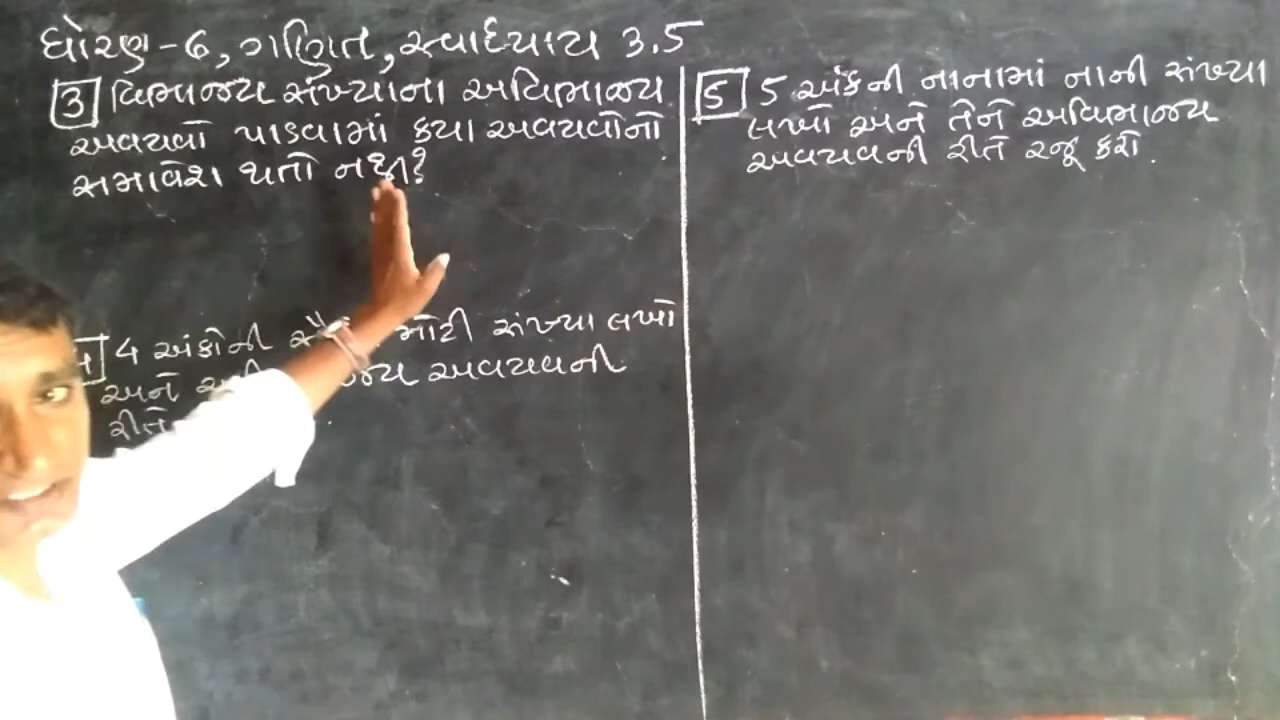 ધોરણ - 6, ગણિત, સ્વાધ્યાય 3.5
3 વિભાજ્ય સંખ્યાના અવિભાજ્ય
અવયવો પાડવામાં કયા અવયવોનો
સમાવેશ થતો નથી?
4 અંકોની મોટી સંખ્યા લખો
અને અવયવની
રીતે
5 5 અંકની નાનામાં નાની સંખ્યા
લખો અને તેને અવિભાજ્ય
અવયવની રીતે રજૂ કરો.